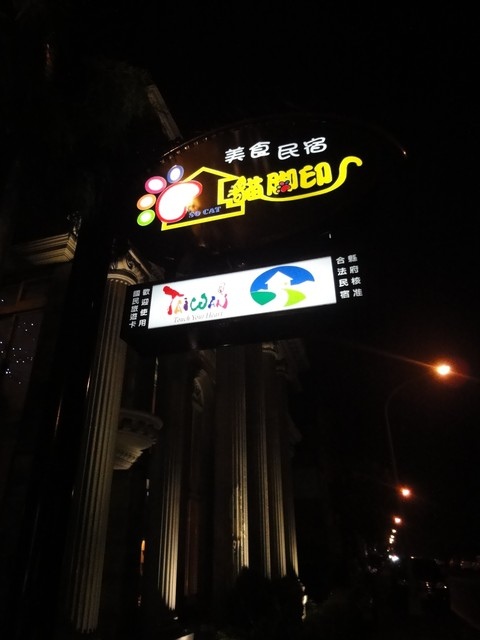 美食民宿
貓腳印
SO CAT
歡迎使用
國民旅遊卡
TAIWAN
Touch Your Heart
縣府核准
合法民宿